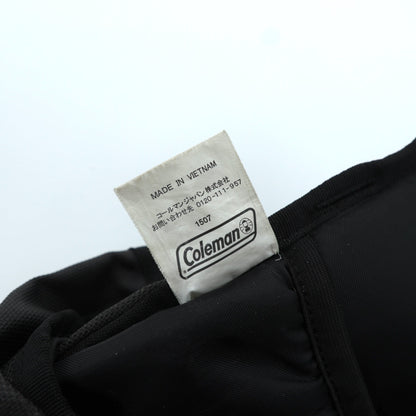 MADE IN VIETNAM
コールマンジャパン株式会社
お問い合わせ先 0120-111-957
1507
Coleman